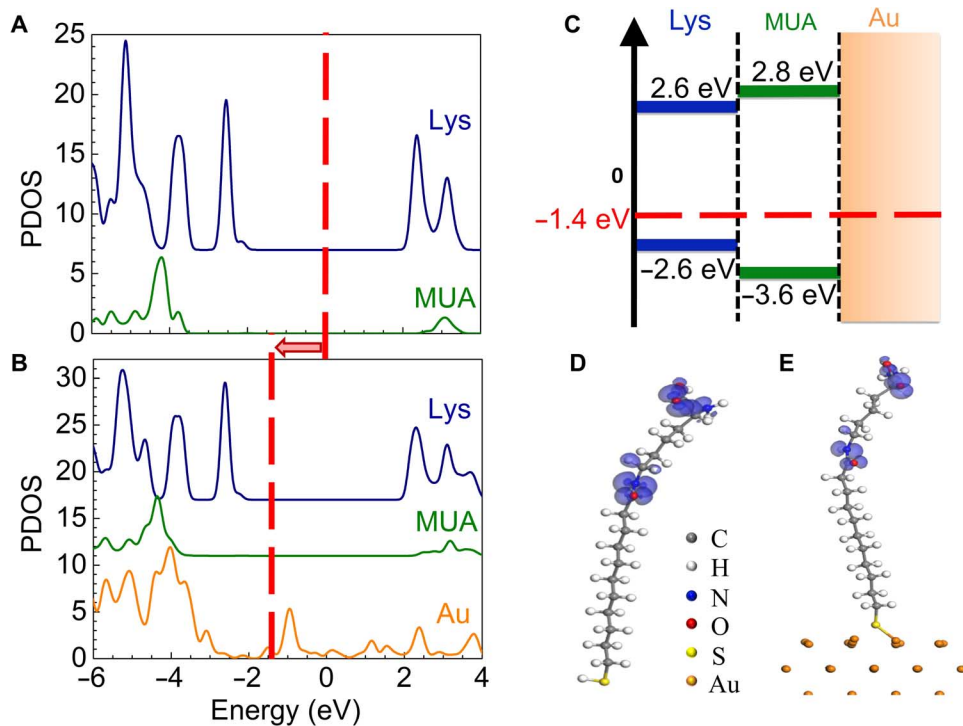 A
25
20
15
10
5
0
PDOS
Lys
MUA
B
30
25
20
15
10
5
0
PDOS
Lys
MUA
Au
−6 −4 −2 0 2 4
Energy (eV)
C
Lys MUA Au
2.6 eV 2.8 eV
0
−1.4 eV
−2.6 eV
−3.6 eV
D
E
C
H
N
O
S
Au